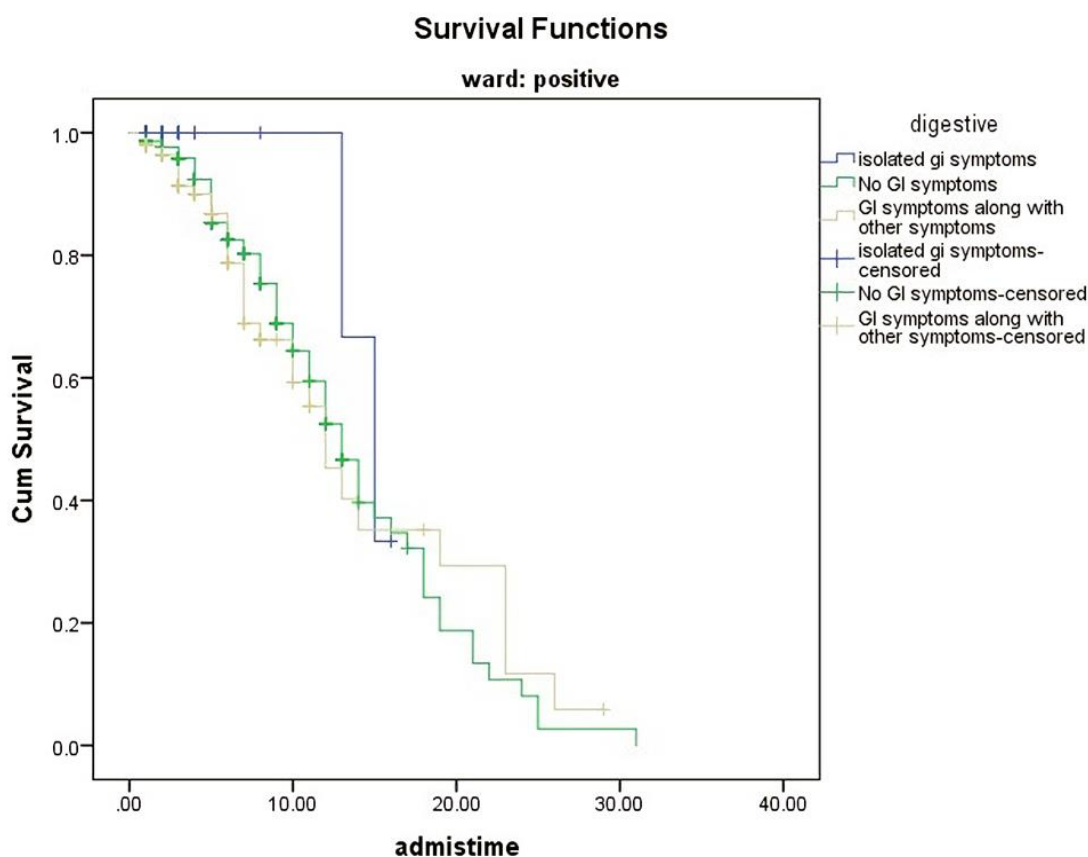 Survival Functions
ward: positive
digestive
isolated gi symptoms
No GI symptoms
GI symptoms along with
other symptoms
isolated gi symptoms-
censored
No GI symptoms-censored
GI symptoms along with
other symptoms-censored
Cum Survival
1.0
0.8
0.6
0.4
0.2
0.0
.00 10.00 20.00 30.00 40.00
admistime